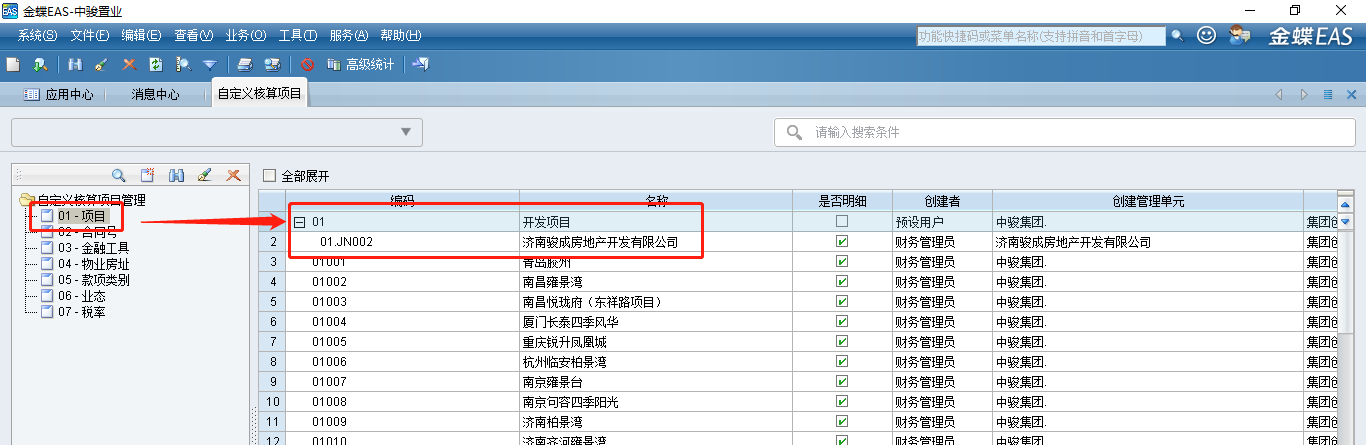 金蝶EAS-中骏置业
系统(S) 文件(F) 编辑(E) 查看(V) 业务(O) 工具(T) 服务(A) 帮助(H) 功能快捷码或菜单名称(支持拼音和首字母) 金蝶EAS
高级统计
应用中心 消息中心 自定义核算项目
请输入搜索条件
全部展开
自定义核算项目管理
01 - 项目
02 - 合同号
03 - 金融工具
04 - 物业房址
05 - 款项类别
06 - 业态
07 - 税率
编码 名称 是否明细 创建者 创建管理单元
1 01 开发项目 预设用户 中骏集团. 集团创
2 01.JN002 济南骏成房地产开发有限公司 财务管理员 济南骏成房地产开发有限公司 集团创
3 01001 青岛胶州 财务管理员 中骏集团. 集团创
4 01002 南昌雍景湾 财务管理员 中骏集团. 集团创
5 01003 南昌悦珑府（东祥路项目） 财务管理员 中骏集团. 集团创
6 01004 厦门长泰四季风华 财务管理员 中骏集团. 集团创
7 01005 重庆锐升凤凰城 财务管理员 中骏集团. 集团创
8 01006 杭州临安柏景湾 财务管理员 中骏集团. 集团创
9 01007 南京雍景台 财务管理员 中骏集团. 集团创
10 01008 南京句容四季阳光 财务管理员 中骏集团. 集团创
11 01009 济南柏景湾 财务管理员 中骏集团. 集团创
12 01010 济南齐河雍景湾 财务管理员 中骏集团. 集团创